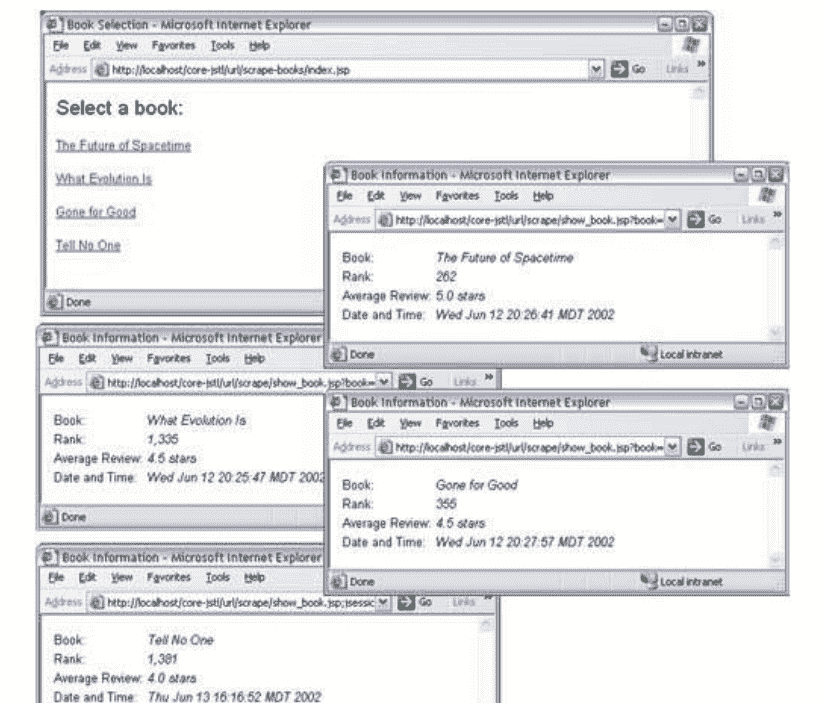 Book Selection - Microsoft Internet Explorer
File Edit View Favorites Tools Help
Address http://localhost/core-jstl/url/scrape-books/index.jsp Go Links »
Select a book:
The Future of Spacetime
What Evolution Is
Gone for Good
Tell No One
Done
Book Information - Microsoft Internet Explorer
File Edit View Favorites Tools Help
Address http://localhost/core-jstl/url/scrape/show_book.jsp?book= Go Links »
Book: The Future of Spacetime
Rank: 262
Average Review: 5.0 stars
Date and Time: Wed Jun 12 20:26:41 MDT 2002
Done Local intranet
Book Information - Microsoft Internet Explorer
File Edit View Favorites Tools Help
Address http://localhost/core-jstl/url/scrape/show_book.jsp?book= Go Links »
Book: What Evolution Is
Rank: 1,335
Average Review: 4.5 stars
Date and Time: Wed Jun 12 20:25:47 MDT 2002
Done
Book Information - Microsoft Internet Explorer
File Edit View Favorites Tools Help
Address http://localhost/core-jstl/url/scrape/show_book.jsp?book= Go Links »
Book: Gone for Good
Rank: 355
Average Review: 4.5 stars
Date and Time: Wed Jun 12 20:27:57 MDT 2002
Done Local intranet
Book Information - Microsoft Internet Explorer
File Edit View Favorites Tools Help
Address http://localhost/core-jstl/url/scrape/show_book.jsp;jsessic Go Links »
Book: Tell No One
Rank: 1,381
Average Review: 4.0 stars
Date and Time: Thu Jun 13 16:16:52 MDT 2002